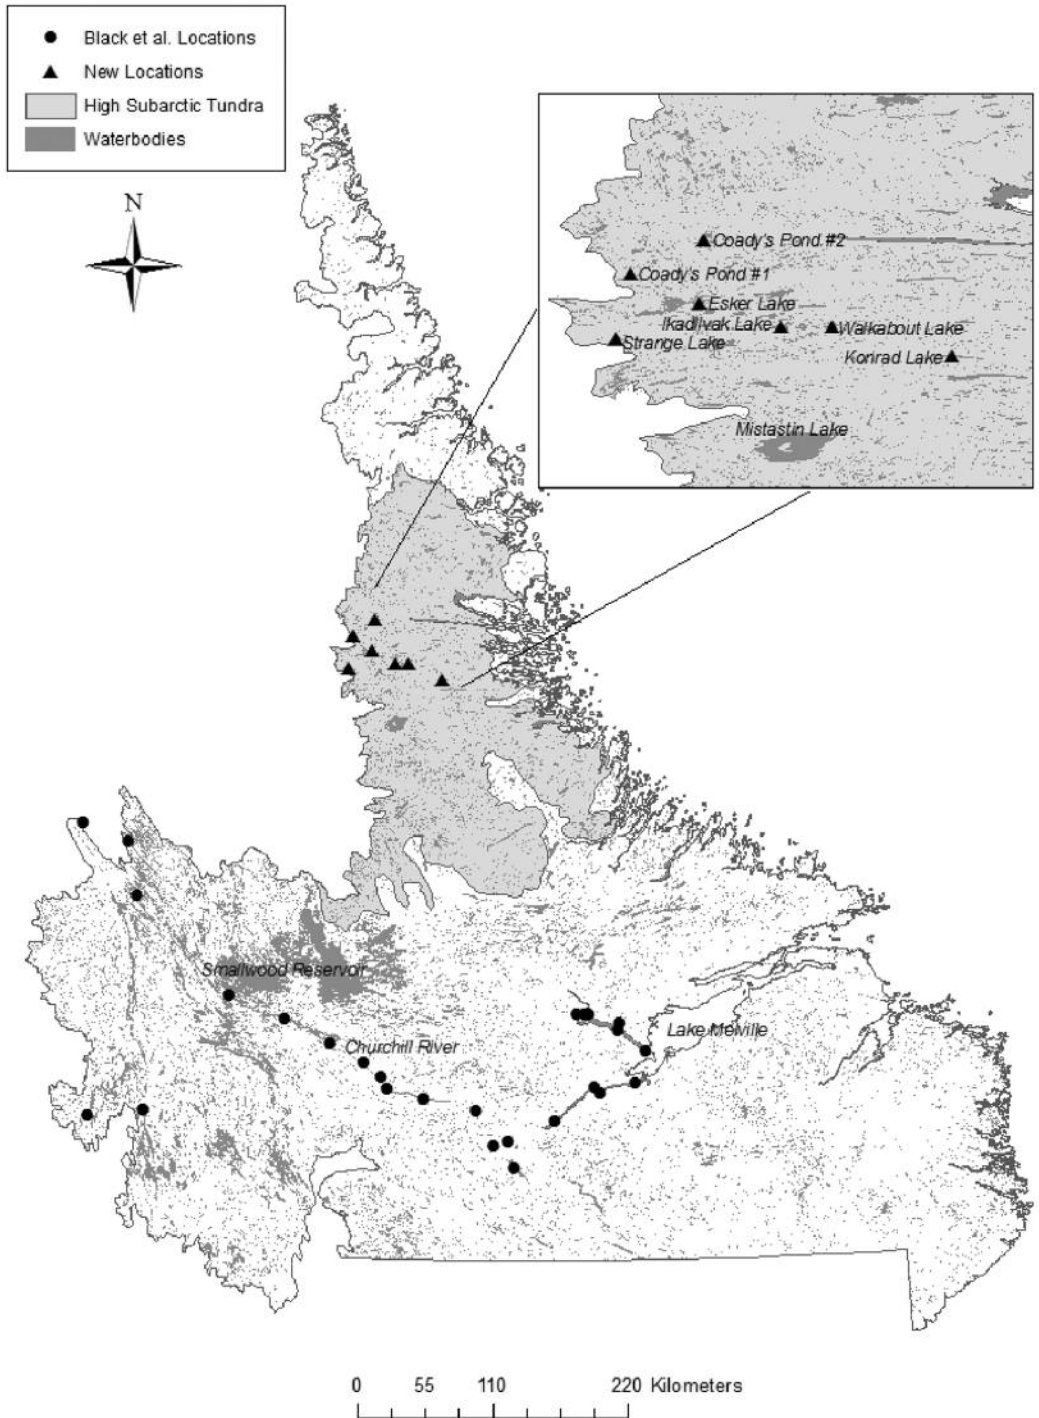 Black et al. Locations
New Locations
High Subarctic Tundra
Waterbodies
N
Coady's Pond #2
Coady's Pond #1
Esker Lake
Ikadlivak Lake
Walkabout Lake
Strange Lake
Konrad Lake
Mistastin Lake
Smallwood Reservoir
Lake Melville
Churchill River
0 55 110 220 Kilometers